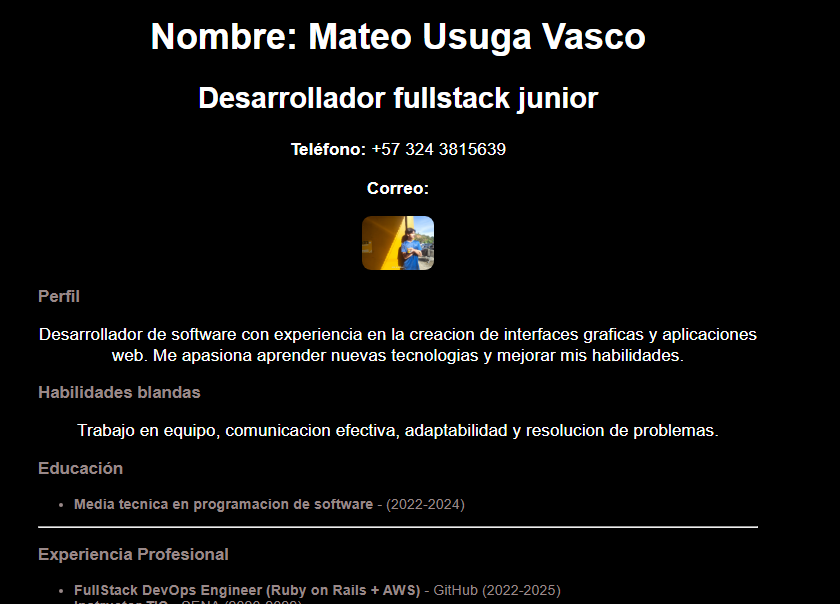 Nombre: Mateo Usuga Vasco
Desarrollador fullstack junior
Teléfono: +57 324 3815639
Correo:
Perfil
Desarrollador de software con experiencia en la creacion de interfaces graficas y aplicaciones
web. Me apasiona aprender nuevas tecnologias y mejorar mis habilidades.
Habilidades blandas
Trabajo en equipo, comunicacion efectiva, adaptabilidad y resolucion de problemas.
Educación
• Media tecnica en programacion de software - (2022-2024)
Experiencia Profesional
• FullStack DevOps Engineer (Ruby on Rails + AWS) - GitHub (2022-2025)